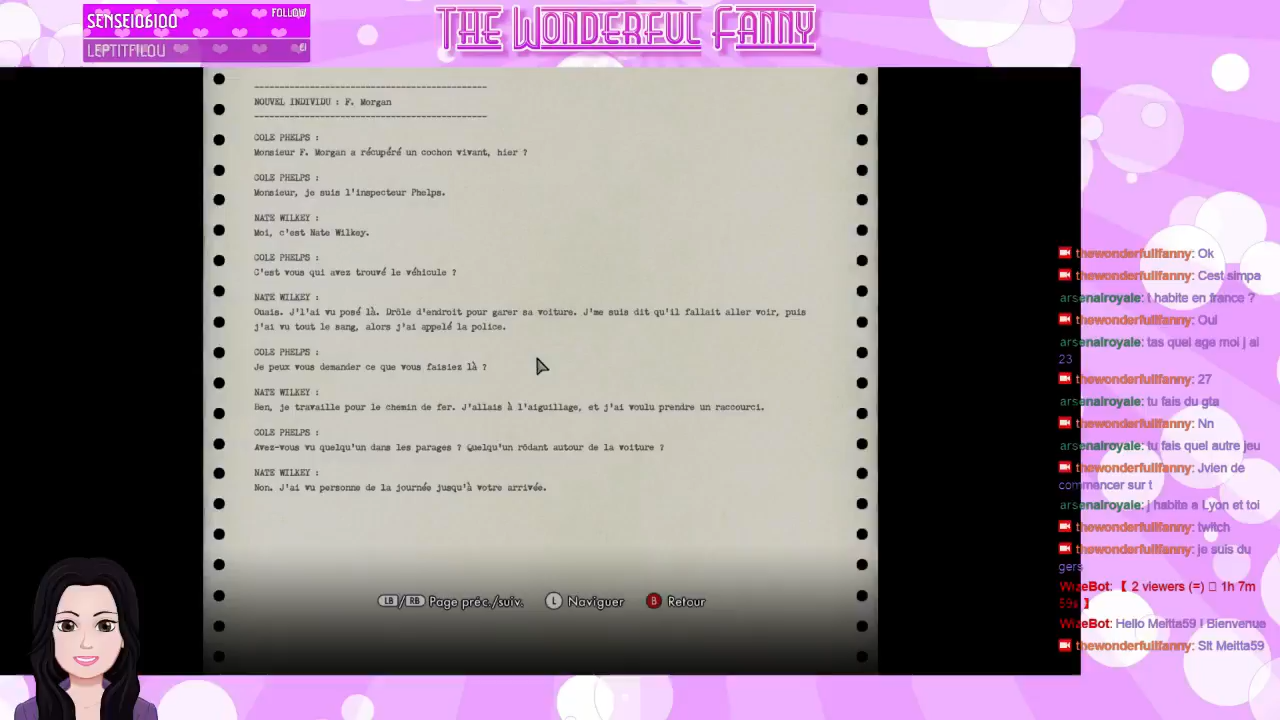 SENSEI06100
FOLLOW
LEPTITPILOU
The Wonderful Fanny
NOUVEL INDIVIDU : F. Morgan
COLE PHELPS :
Monsieur F. Morgan a récupéré un cochon vivant, hier ?
COLE PHELPS :
Monsieur, je suis l'inspecteur Phelps.
NATE WILKEY :
Moi, c'est Nate Wilkey.
COLE PHELPS :
C'est vous qui avez trouvé le véhicule ?
NATE WILKEY :
Ouais. J'l'ai vu posé là. Drôle d'endroit pour garer sa voiture. J'me suis dit qu'il fallait aller voir, puis
j'ai vu tout le sang, alors j'ai appelé la police.
COLE PHELPS :
Je peux vous demander ce que vous faisiez là ?
NATE WILKEY :
Hen, je travaille pour le chemin de fer. J'allais à l'aiguillage, et j'ai voulu prendre un raccourci.
COLE PHELPS :
Avez-vous vu quelqu'un dans les parages ? Quelqu'un rôdant autour de la voiture ?
NATE WILKEY :
Non. J'ai vu personne de la journée jusqu'à votre arrivée.
LB/RB Page préc./suiv. L Naviguer B Retour
thewonderfullfanny: Ok
thewonderfullfanny: Cest simpa
arsenalroyale: t habite en france ?
thewonderfullfanny: Oui
arsenalroyale: tas quel age moi j ai
23
thewonderfullfanny: 27
arsenalroyale: tu fais du gta
thewonderfullfanny: Nn
arsenalroyale: tu fais quel autre jeu
thewonderfullfanny: Jvien de
commencer sur t
arsenalroyale: j habite a Lyon et toi
thewonderfullfanny: twitch
thewonderfullfanny: je suis du
gers
WizeBot: 【 2 viewers (=) 1h 7m
59s 】
WizeBot: Hello Meitta59 ! Bienvenue
thewonderfullfanny: Slt Meitta59